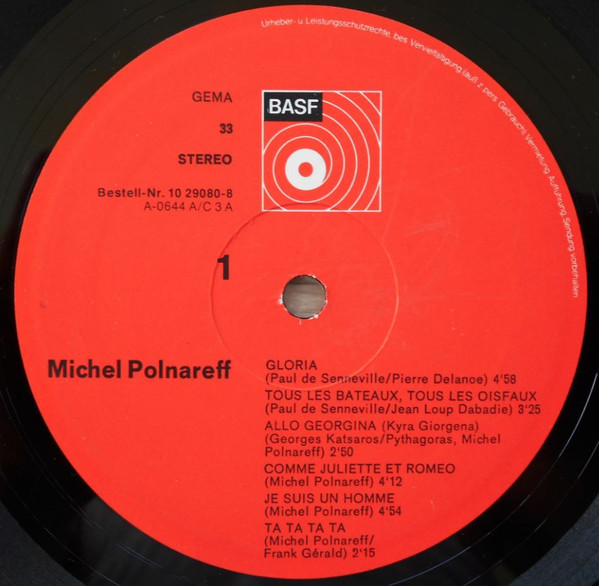 Urheber- u Leistungsschutzrechte, bes. Vervielfältigung (auß. z. pers. Gebrauch), Vermietung, Aufführung, Sendung vorbehalten
GEMA
BASF
33
STEREO
Bestell-Nr. 10 29080-8
A-0644 A/C 3 A
1
Michel Polnareff
GLORIA
(Paul de Senneville/Pierre Delanoe) 4'58
TOUS LES BATEAUX, TOUS LES OISFAUX
(Paul de Senneville/Jean Loup Dabadie) 3'25
ALLO GEORGINA (Kyra Giorgena)
(Georges Katsaros/Pythagoras, Michel
Polnareff) 2'50
COMME JULIETTE ET ROMEO
(Michel Polnareff) 4'12
JE SUIS UN HOMME
(Michel Polnareff) 4'54
TA TA TA TA
(Michel Polnareff/
Frank Gérald) 2'15